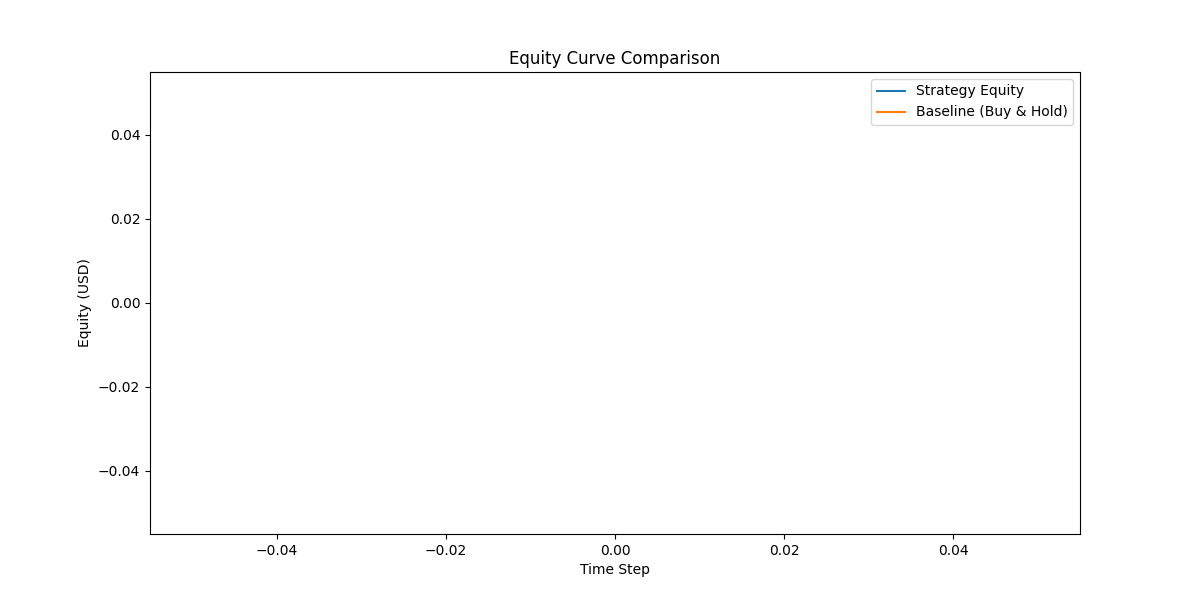 Equity Curve Comparison
Strategy Equity
Baseline (Buy & Hold)
Equity (USD)
0.04
0.02
0.00
−0.02
−0.04
−0.04
−0.02
0.00
0.02
0.04
Time Step